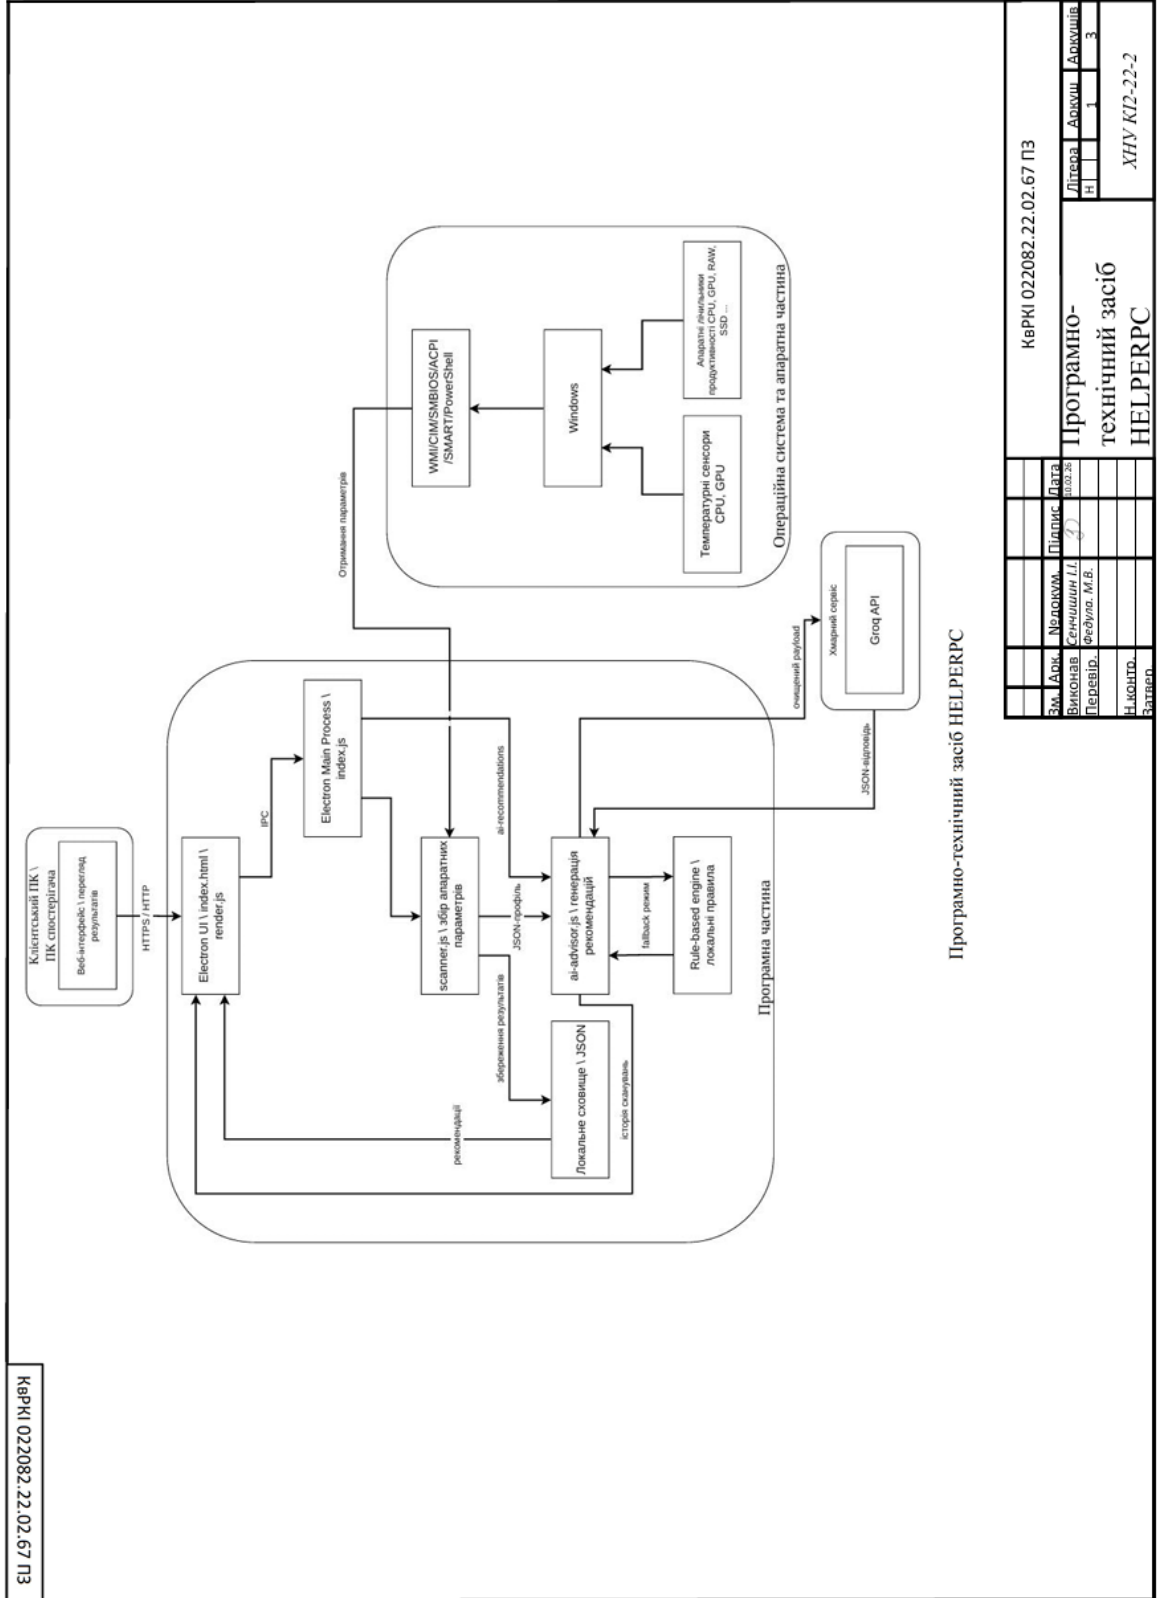 КвРКІ 022082.22.02.67 ПЗ
Клієнтський ПК \
ПК спостерігача
Веб-інтерфейс \ перегляд
результатів
HTTPS / HTTP
Electron UI \ index.html \
render.js
IPC
Electron Main Process \
index.js
scanner.js \ збір апаратних
параметрів
ai-recommendations
JSON-профіль
збереження результатів
рекомендації
ai-advisor.js \ генерація
рекомендацій
Локальне сховище \ JSON
fallback режим
історія сканувань
Rule-based engine \
локальні правила
Програмна частина
Отримання параметрів
WMI/CIM/SMBIOS/ACPI
/SMART/PowerShell
Windows
Температурні сенсори
CPU, GPU
Апаратні лічильники
продуктивності CPU, GPU, RAW,
SSD ...
Операційна система та апаратна частина
очищений payload
Хмарний сервіс
Groq API
JSON-відповідь
Програмно-технічний засіб HELPERPC
КвРКІ 022082.22.02.67 ПЗ
Зм. Арк. №докум. Підпис Дата
Виконав Сенчишин І.І. 10.02.26
Перевір. Федула. М.В.
Н.контр.
Затвер.
Програмно-
технічний засіб
HELPERPC
Літера Аркуш Аркушів
Н 1 3
ХНУ КІ2-22-2